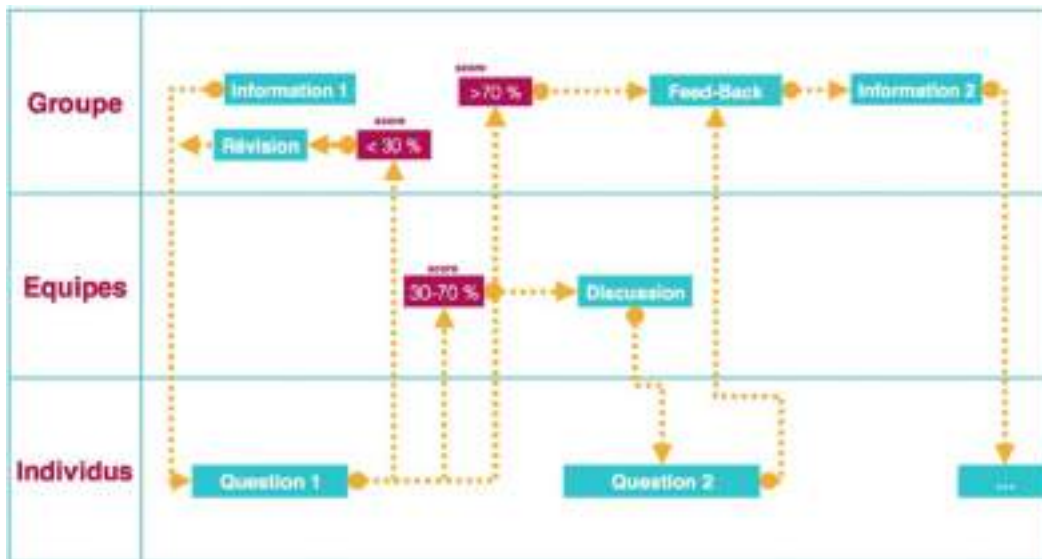 Groupe
Information 1
score
>70 %
Feed-Back
Information 2
Révision
score
< 30 %
Equipes
score
30-70 %
Discussion
Individus
Question 1
Question 2
...